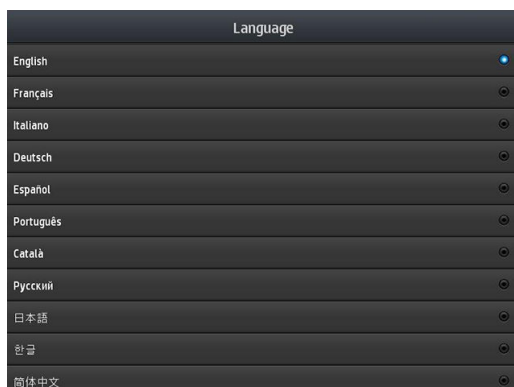 Language
English
Français
Italiano
Deutsch
Español
Português
Català
Русский
日本語
한글
简体中文